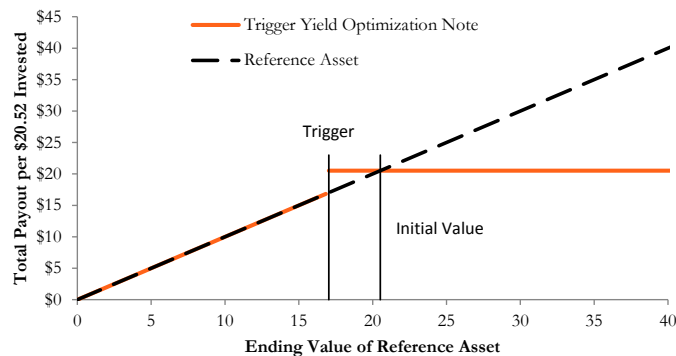 $45
$40
$35
$30
$25
$20
$15
$10
$5
$0
Total Payout per $20.52 Invested
Trigger Yield Optimization Note
Reference Asset
Trigger
Initial Value
0 5 10 15 20 25 30 35 40
Ending Value of Reference Asset